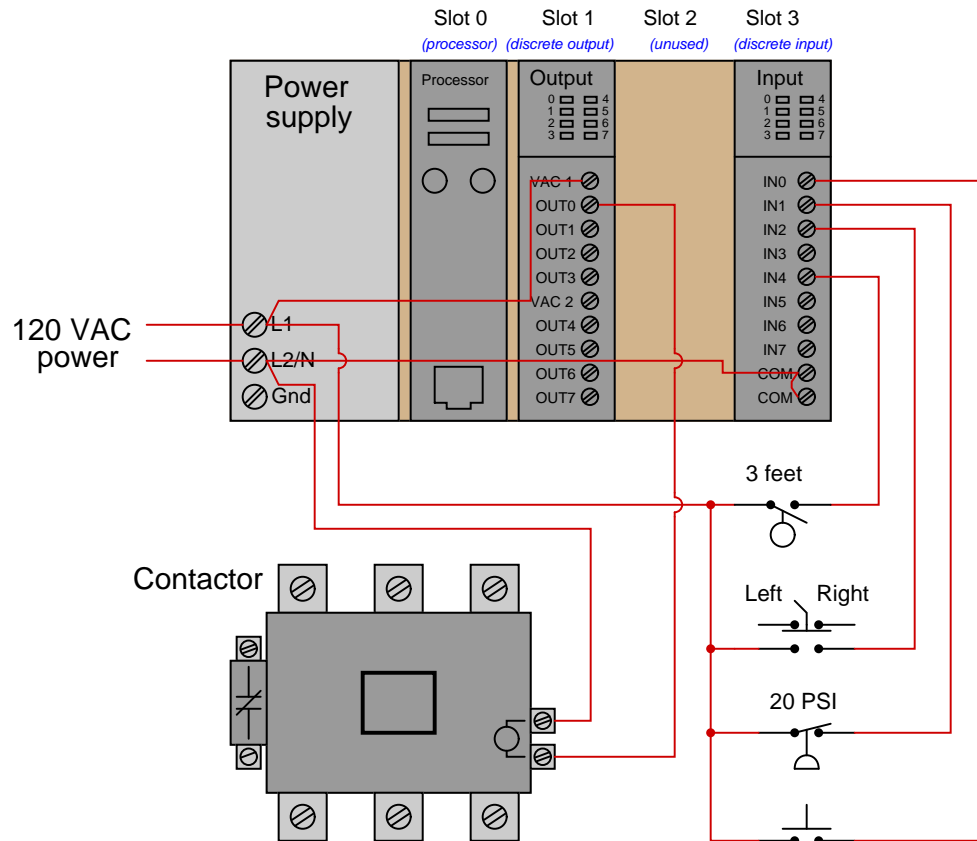 Slot 0 Slot 1 Slot 2 Slot 3
(processor) (discrete output) (unused) (discrete input)
Power
supply
Processor
Output
0 4
1 5
2 6
3 7
Input
0 4
1 5
2 6
3 7
VAC 1
OUT0
OUT1
OUT2
OUT3
VAC 2
OUT4
OUT5
OUT6
OUT7
IN0
IN1
IN2
IN3
IN4
IN5
IN6
IN7
COM
COM
120 VAC
power
L1
L2/N
Gnd
3 feet
Contactor
Left Right
20 PSI